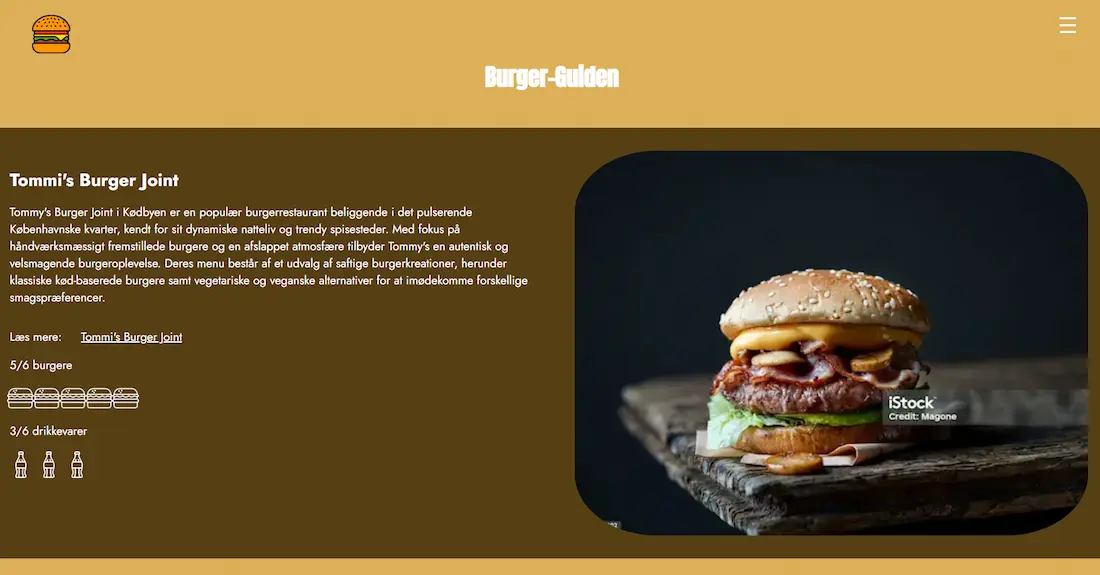 Burger-Guiden
Tommi's Burger Joint
Tommy's Burger Joint i Kødbyen er en populær burgerrestaurant beliggende i det pulserende
Københavnske kvarter, kendt for sit dynamiske natteliv og trendy spisesteder. Med fokus på
håndværksmæssigt fremstillede burgere og en afslappet atmosfære tilbyder Tommy's en autentisk og
velsmagende burgeroplevelse. Deres menu består af et udvalg af saftige burgerkreationer, herunder
klassiske kød-baserede burgere samt vegetariske og veganske alternativer for at imødekomme forskellige
smagspræferencer.
Læs mere: Tommi's Burger Joint
5/6 burgere
3/6 drikkevarer
iStock
Credit: Magone